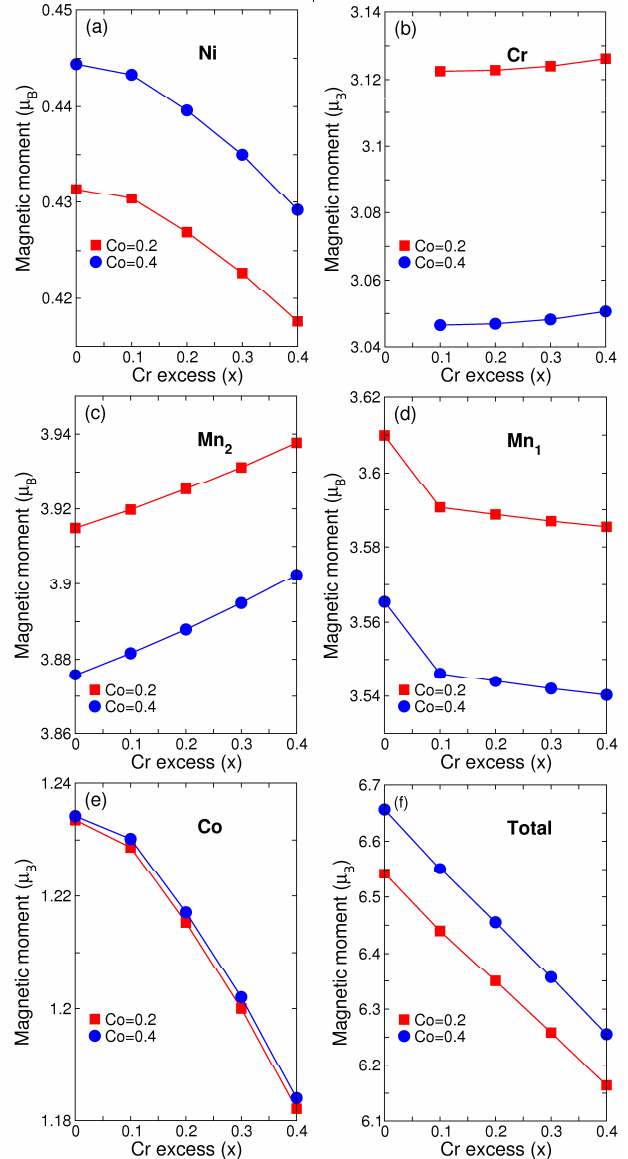 (a)
Ni
Magnetic moment (μB)
0.45
0.44
0.43
0.42
Co=0.2
Co=0.4
0 0.1 0.2 0.3 0.4
Cr excess (x)
(b)
Cr
Magnetic moment (μ3)
3.14
3.12
3.1
3.08
3.06
3.04
Co=0.2
Co=0.4
0 0.1 0.2 0.3 0.4
Cr excess (x)
(c)
Mn2
Magnetic moment (μB)
3.94
3.92
3.9
3.88
3.86
Co=0.2
Co=0.4
0 0.1 0.2 0.3 0.4
Cr excess (x)
(d)
Mn1
Magnetic moment (μB)
3.62
3.6
3.58
3.56
3.54
Co=0.2
Co=0.4
0 0.1 0.2 0.3 0.4
Cr excess (x)
(e)
Co
Magnetic moment (μ3)
1.24
1.22
1.2
1.18
Co=0.2
Co=0.4
0 0.1 0.2 0.3 0.4
Cr excess (x)
(f)
Total
Magnetic moment (μ3)
6.7
6.6
6.5
6.4
6.3
6.2
6.1
Co=0.2
Co=0.4
0 0.1 0.2 0.3 0.4
Cr excess (x)